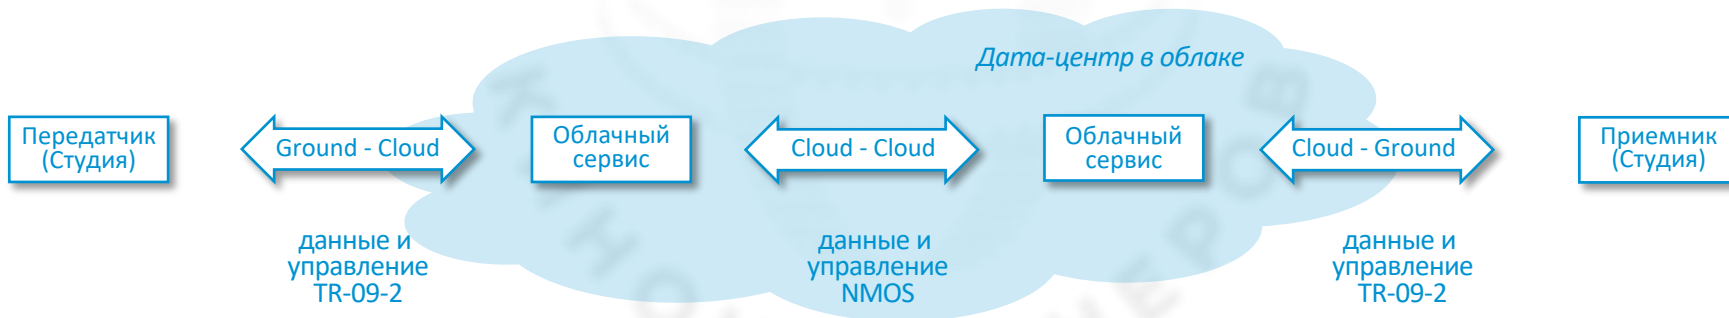 Дата-центр в облаке
Передатчик
(Студия)
Ground - Cloud
Облачный
сервис
Cloud - Cloud
Облачный
сервис
Cloud - Ground
Приемник
(Студия)
данные и
управление
TR-09-2
данные и
управление
NMOS
данные и
управление
TR-09-2